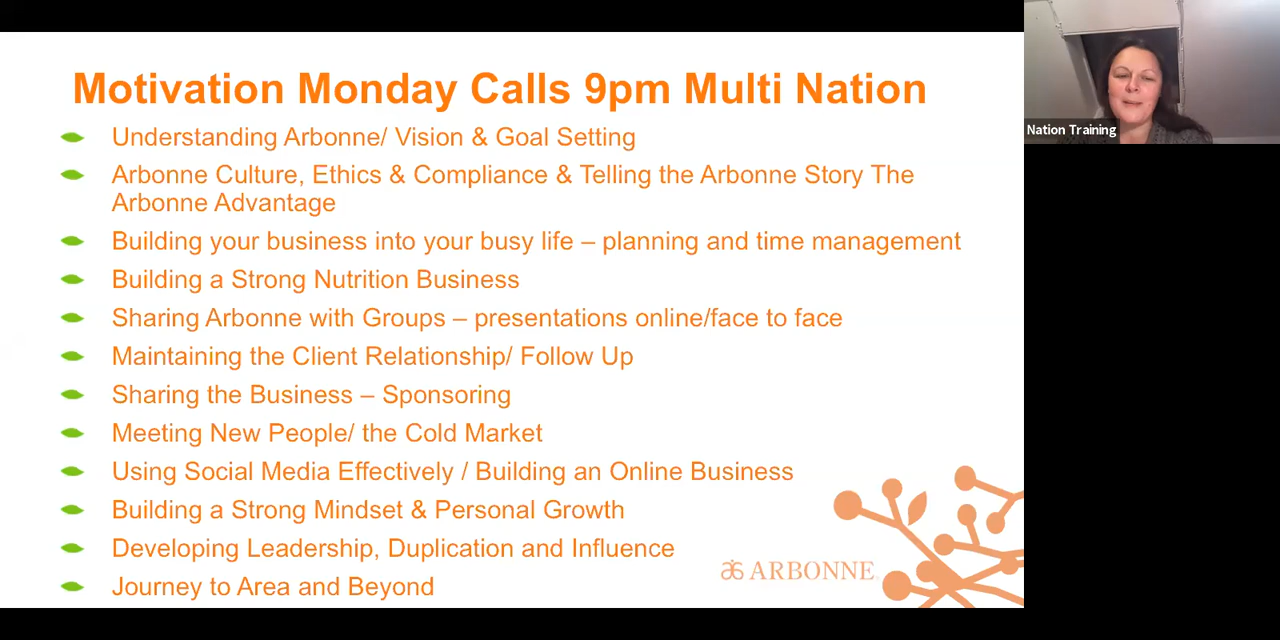 Motivation Monday Calls 9pm Multi Nation
Understanding Arbonne/ Vision & Goal Setting
Arbonne Culture, Ethics & Compliance & Telling the Arbonne Story The
Arbonne Advantage
Building your business into your busy life – planning and time management
Building a Strong Nutrition Business
Sharing Arbonne with Groups – presentations online/face to face
Maintaining the Client Relationship/ Follow Up
Sharing the Business – Sponsoring
Meeting New People/ the Cold Market
Using Social Media Effectively / Building an Online Business
Building a Strong Mindset & Personal Growth
Developing Leadership, Duplication and Influence
Journey to Area and Beyond
ARBONNE
Nation Training